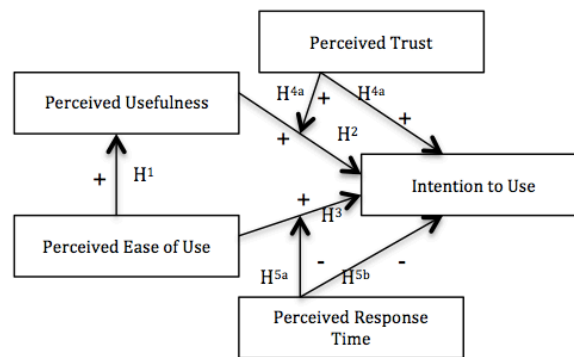 Perceived Trust
H4a
+
H4a
+
Perceived Usefulness
+
H2
+
H1
Intention to Use
+
H3
Perceived Ease of Use
H5a
-
H5b
-
Perceived Response
Time